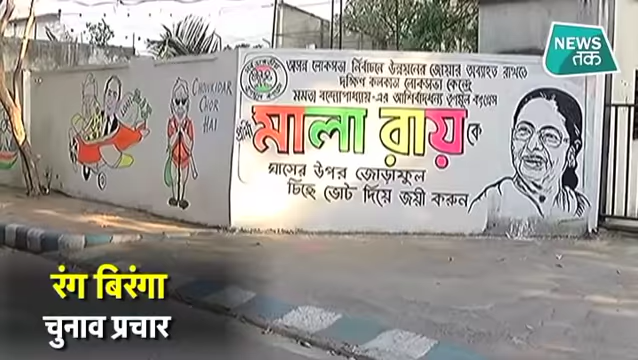 NEWS
तक
CHOWKIDAR
CHOR
HAI
আসন্ন লোকসভা নির্বাচনে উন্নয়নের জোয়ার অব্যাহত রাখতে
দক্ষিণ কলকাতা লোকসভা কেন্দ্রে
মমতা বন্দ্যোপাধ্যায়-এর আশির্বাদধন্য তৃণমূল কংগ্রেস
প্রার্থী মালা রায় কে
ঘাসের উপর জোড়াফুল
চিহ্নে ভোট দিয়ে জয়ী করুন
रंग बिरंगा
चुनाव प्रचार